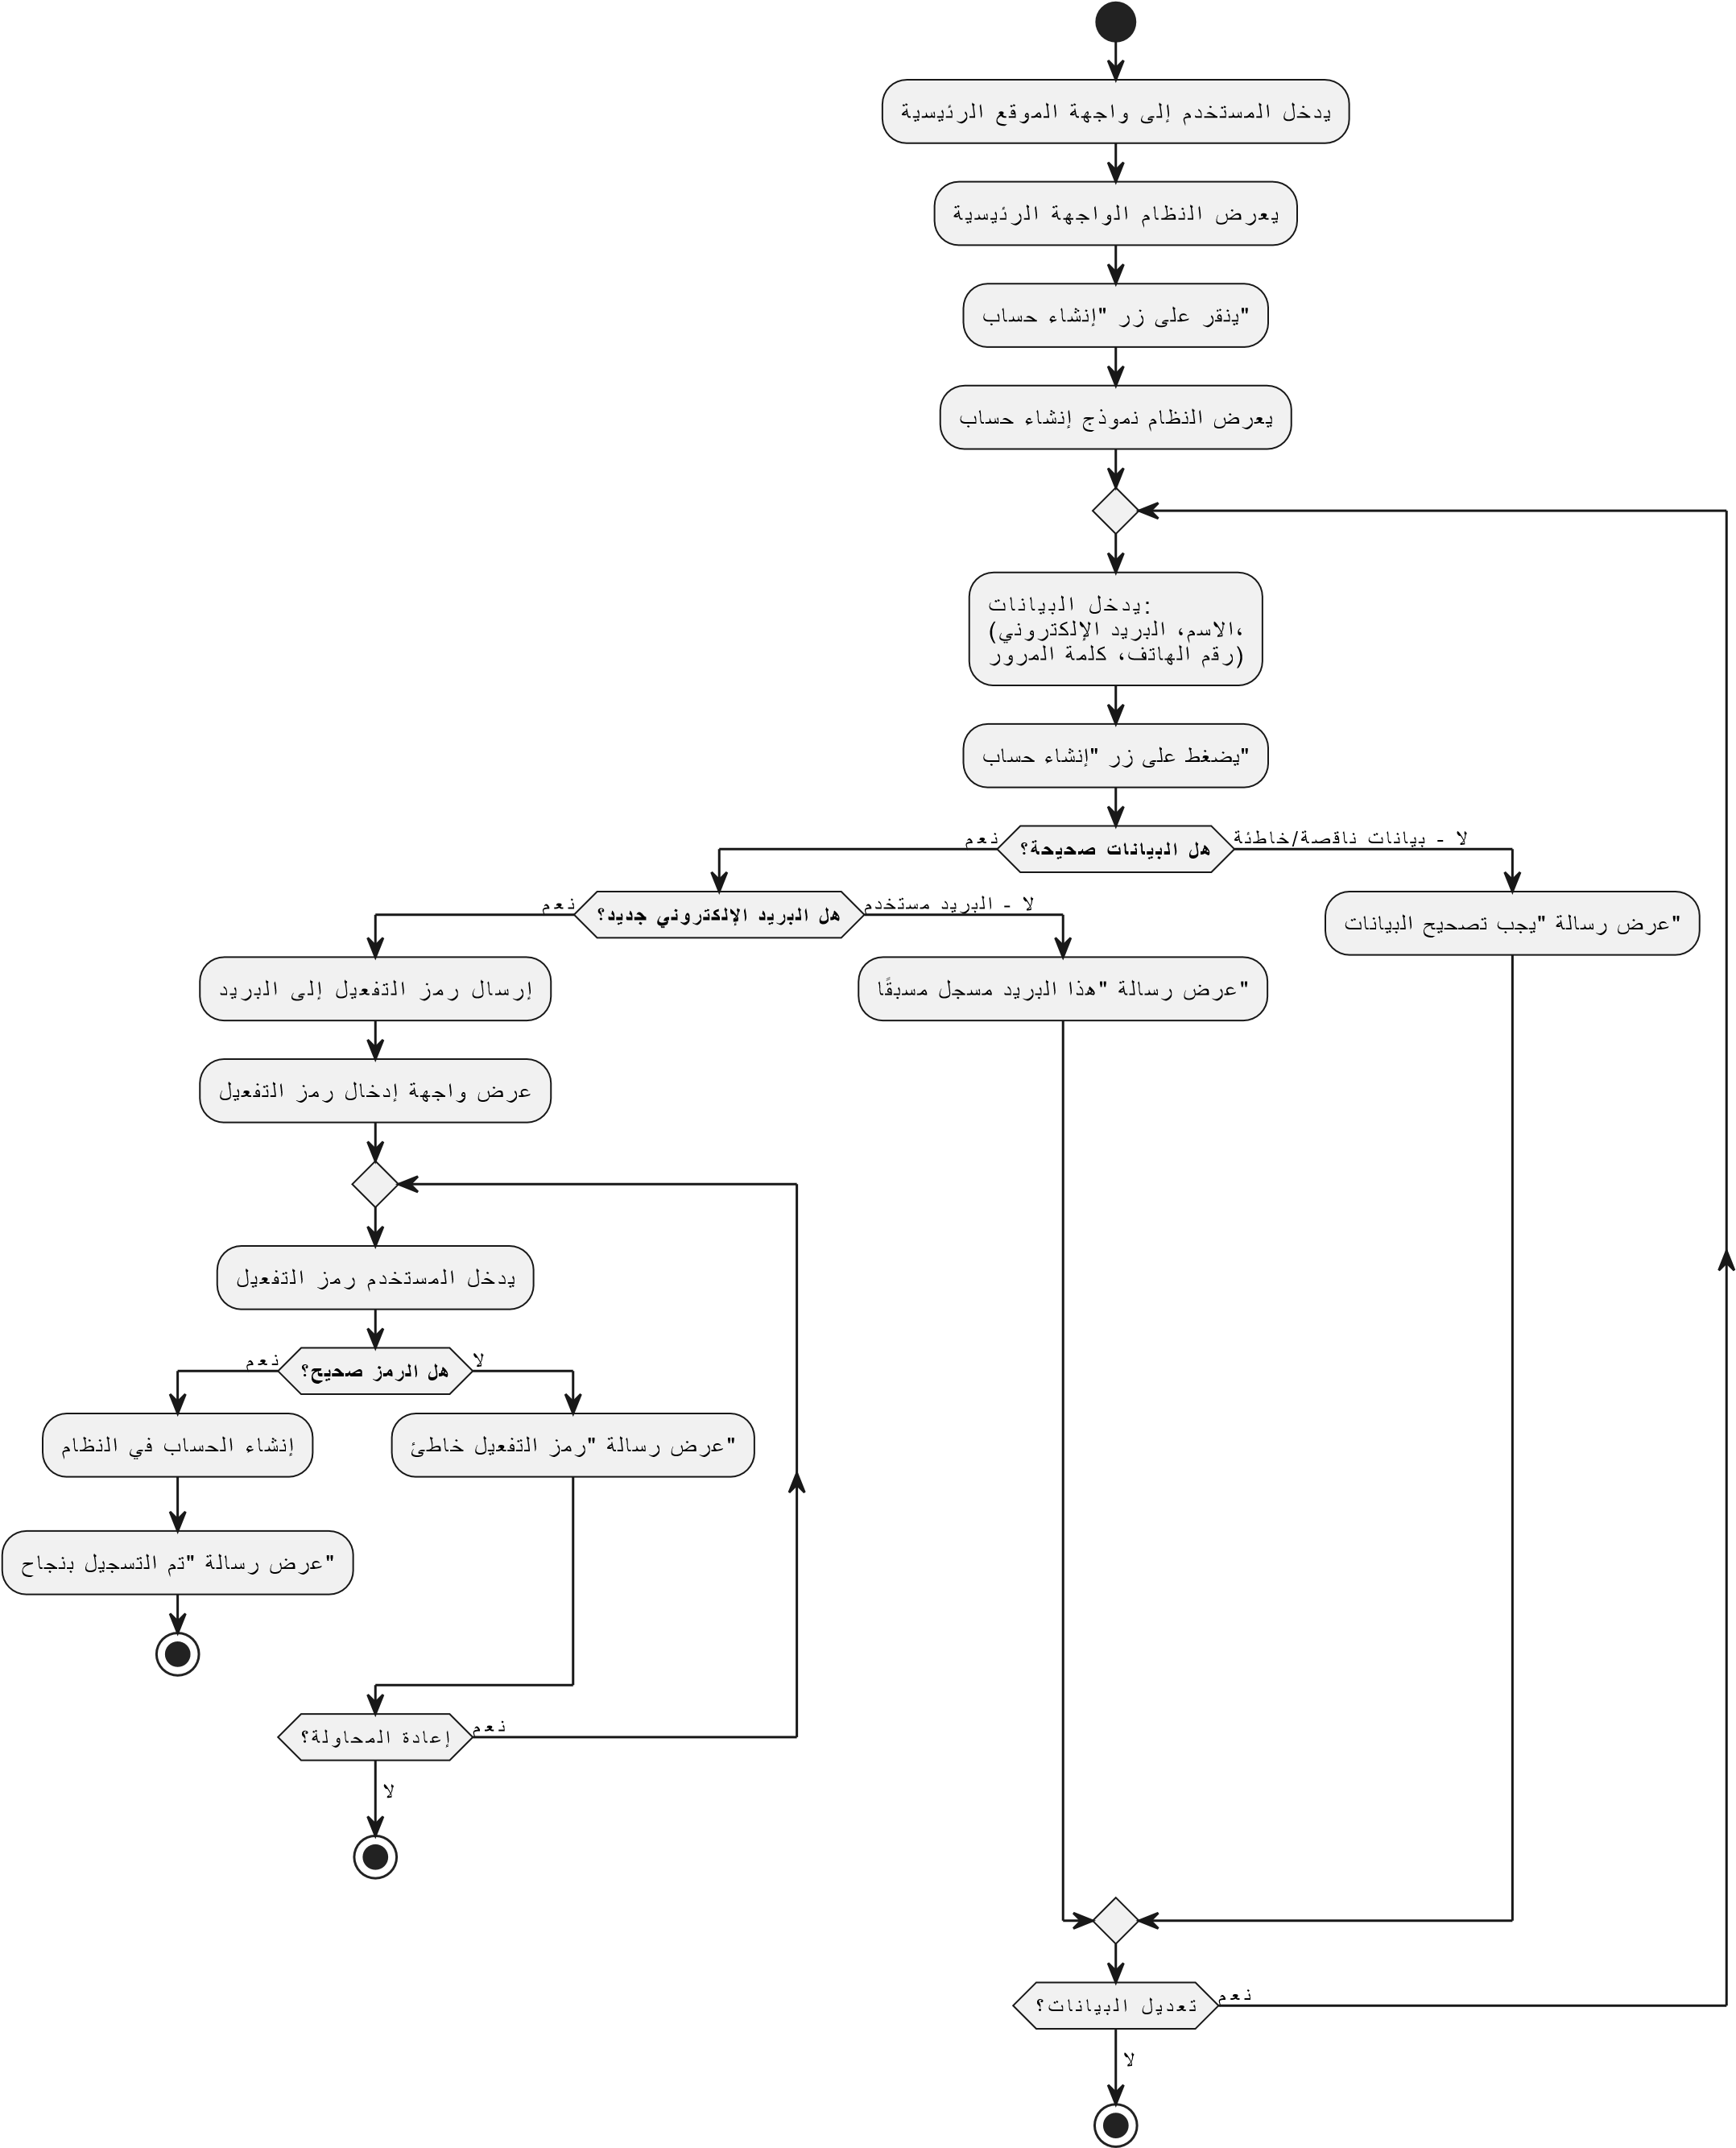 يدخل المستخدم إلى واجهة الموقع الرئيسية
يعرض النظام الواجهة الرئيسية
ينقر على زر "إنشاء حساب"
يعرض النظام نموذج إنشاء حساب
يدخل البيانات:
(الاسم، البريد الإلكتروني،
رقم الهاتف، كلمة المرور)
يضغط على زر "إنشاء حساب"
هل البيانات صحيحة؟
نعم
لا - بيانات ناقصة/خاطئة
هل البريد الإلكتروني جديد؟
نعم
لا - البريد مستخدم
عرض رسالة "يجب تصحيح البيانات"
إرسال رمز التفعيل إلى البريد
عرض رسالة "هذا البريد مسجل مسبقًا"
عرض واجهة إدخال رمز التفعيل
يدخل المستخدم رمز التفعيل
هل الرمز صحيح؟
نعم
لا
إنشاء الحساب في النظام
عرض رسالة "رمز التفعيل خاطئ"
عرض رسالة "تم التسجيل بنجاح"
إعادة المحاولة؟
نعم
لا
تعديل البيانات؟
نعم
لا